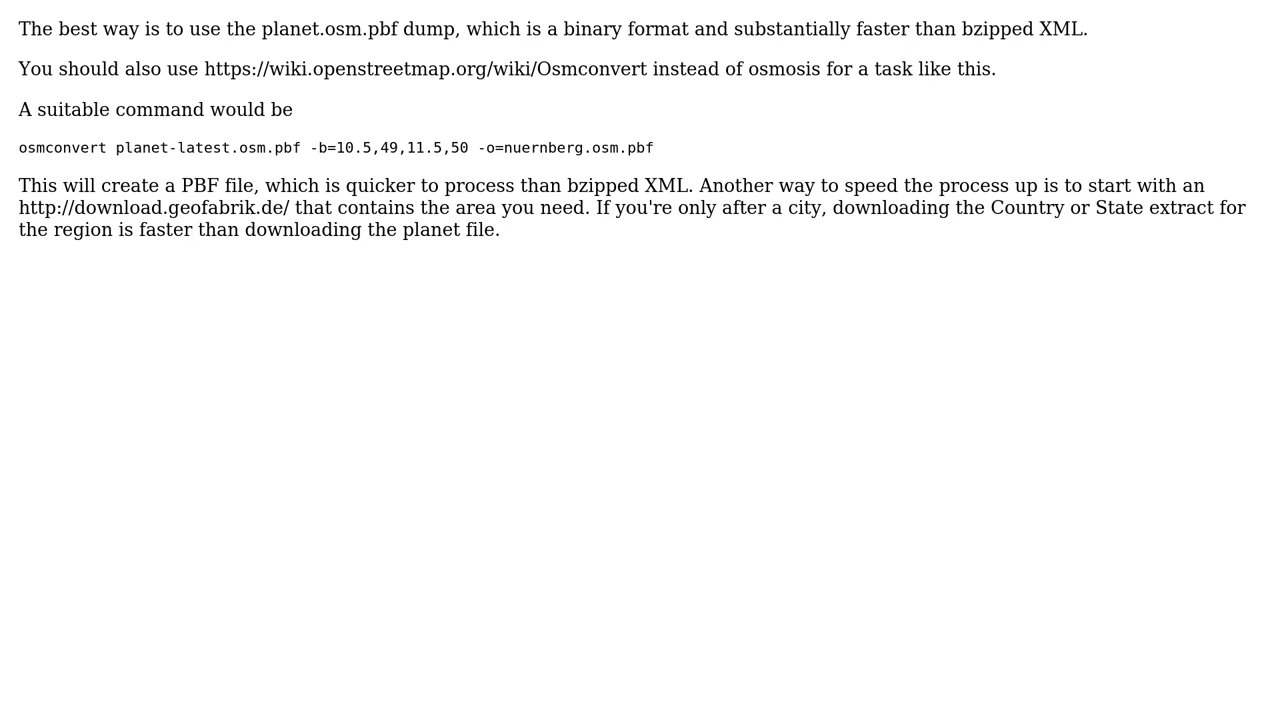 The best way is to use the planet.osm.pbf dump, which is a binary format and substantially faster than bzipped XML.
You should also use https://wiki.openstreetmap.org/wiki/Osmconvert instead of osmosis for a task like this.
A suitable command would be
osmconvert planet-latest.osm.pbf -b=10.5,49,11.5,50 -o=nuernberg.osm.pbf
This will create a PBF file, which is quicker to process than bzipped XML. Another way to speed the process up is to start with an
http://download.geofabrik.de/ that contains the area you need. If you're only after a city, downloading the Country or State extract for
the region is faster than downloading the planet file.